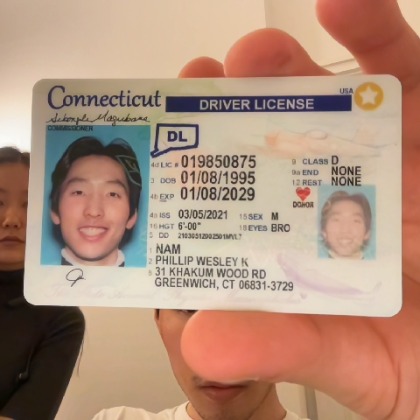 Connecticut
USA
DRIVER LICENSE
COMMISSIONER
DL
4d LIC # 019850875
3 DOB 01/08/1995
4b EXP 01/08/2029
9 CLASS D
9a END NONE
12 REST NONE
4a ISS 03/05/2021 15 SEX M
16 HGT 6'-00" 18 EYES BRO
DONOR
5 DD
1 NAM
2 PHILLIP WESLEY K
8 31 KHAKUM WOOD RD
GREENWICH, CT 06831-3729